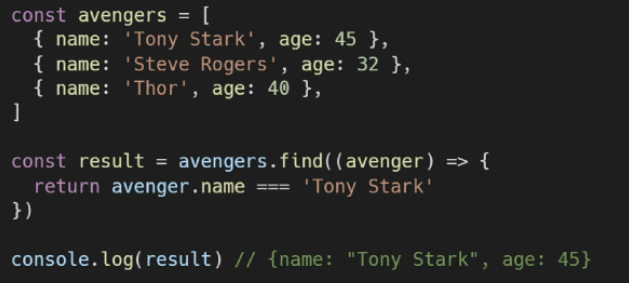 const avengers = [
  { name: 'Tony Stark', age: 45 },
  { name: 'Steve Rogers', age: 32 },
  { name: 'Thor', age: 40 },
]

const result = avengers.find((avenger) => {
  return avenger.name === 'Tony Stark'
})

console.log(result) // {name: "Tony Stark", age: 45}